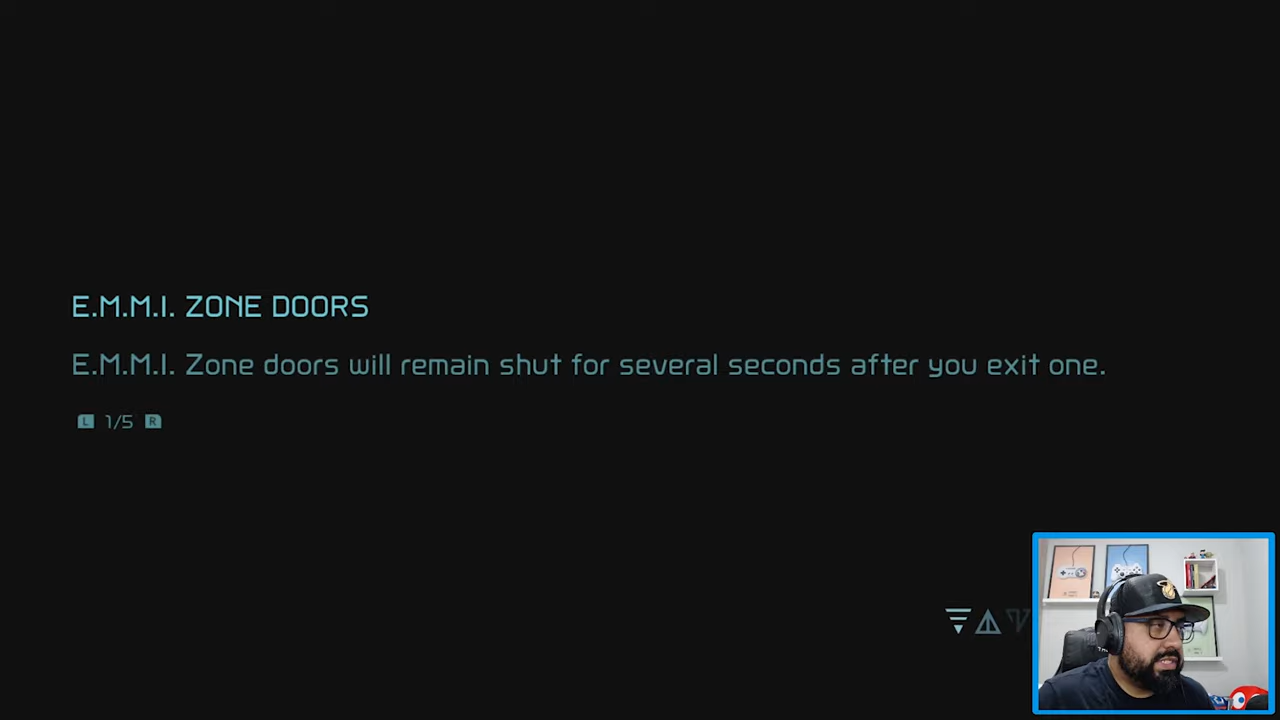 E.M.M.I. ZONE DOORS
E.M.M.I. Zone doors will remain shut for several seconds after you exit one.
L 1/5 R